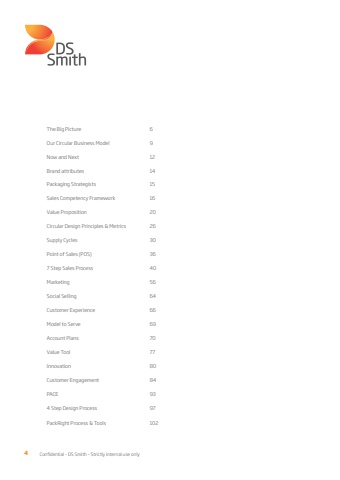 DS
Smith
The Big Picture 6
Our Circular Business Model 9
Now and Next 12
Brand attributes 14
Packaging Strategists 15
Sales Competency Framework 16
Value Proposition 20
Circular Design Principles & Metrics 26
Supply Cycles 30
Point of Sales (POS) 36
7 Step Sales Process 40
Marketing 56
Social Selling 64
Customer Experience 66
Model to Serve 69
Account Plans 70
Value Tool 77
Innovation 80
Customer Engagement 84
PACE 93
4 Step Design Process 97
PackRight Process & Tools 102
4 Confidential – DS Smith – Strictly internal use only.